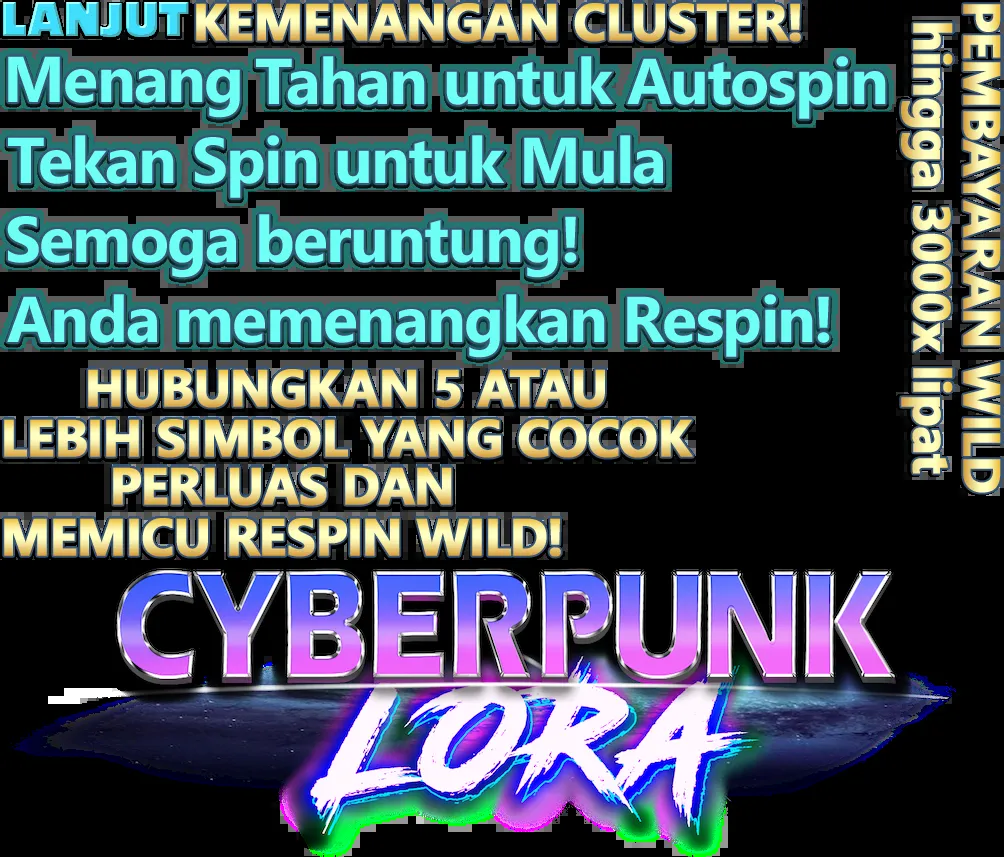 LANJUT KEMENANGAN CLUSTER!
Menang Tahan untuk Autospin
Tekan Spin untuk Mula
Semoga beruntung!
Anda memenangkan Respin!
HUBUNGKAN 5 ATAU
LEBIH SIMBOL YANG COCOK
PERLUAS DAN
MEMICU RESPIN WILD!
PEMBAYARAN WILD
hingga 3000x lipat
CYBERPUNK
LORA